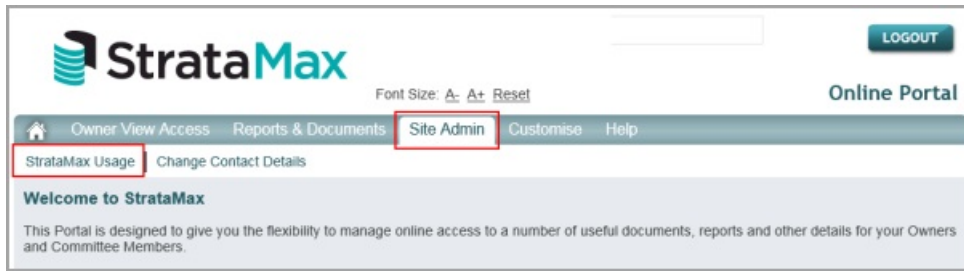 StrataMax
LOGOUT
Font Size: A- A+ Reset
Online Portal
Owner View Access Reports & Documents Site Admin Customise Help
StrataMax Usage Change Contact Details
Welcome to StrataMax
This Portal is designed to give you the flexibility to manage online access to a number of useful documents, reports and other details for your Owners
and Committee Members.